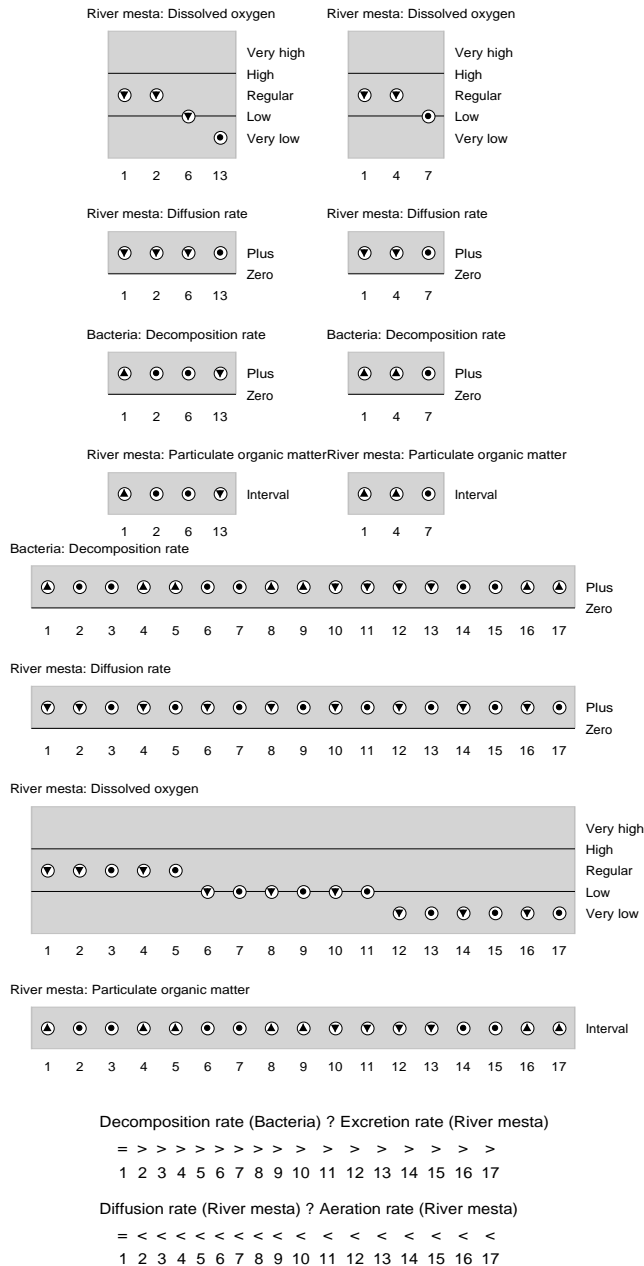 River mesta: Dissolved oxygen
Very high
High
Regular
Low
Very low
1 2 6 13
River mesta: Dissolved oxygen
Very high
High
Regular
Low
Very low
1 4 7
River mesta: Diffusion rate
Plus
Zero
1 2 6 13
River mesta: Diffusion rate
Plus
Zero
1 4 7
Bacteria: Decomposition rate
Plus
Zero
1 2 6 13
Bacteria: Decomposition rate
Plus
Zero
1 4 7
River mesta: Particulate organic matter
Interval
1 2 6 13
River mesta: Particulate organic matter
Interval
1 4 7
Bacteria: Decomposition rate
Plus
Zero
1 2 3 4 5 6 7 8 9 10 11 12 13 14 15 16 17
River mesta: Diffusion rate
Plus
Zero
1 2 3 4 5 6 7 8 9 10 11 12 13 14 15 16 17
River mesta: Dissolved oxygen
Very high
High
Regular
Low
Very low
1 2 3 4 5 6 7 8 9 10 11 12 13 14 15 16 17
River mesta: Particulate organic matter
Interval
1 2 3 4 5 6 7 8 9 10 11 12 13 14 15 16 17
Decomposition rate (Bacteria) ? Excretion rate (River mesta)
= > > > > > > > > > > > > > > > >
1 2 3 4 5 6 7 8 9 10 11 12 13 14 15 16 17
Diffusion rate (River mesta) ? Aeration rate (River mesta)
= < < < < < < < < < < < < < < < <
1 2 3 4 5 6 7 8 9 10 11 12 13 14 15 16 17